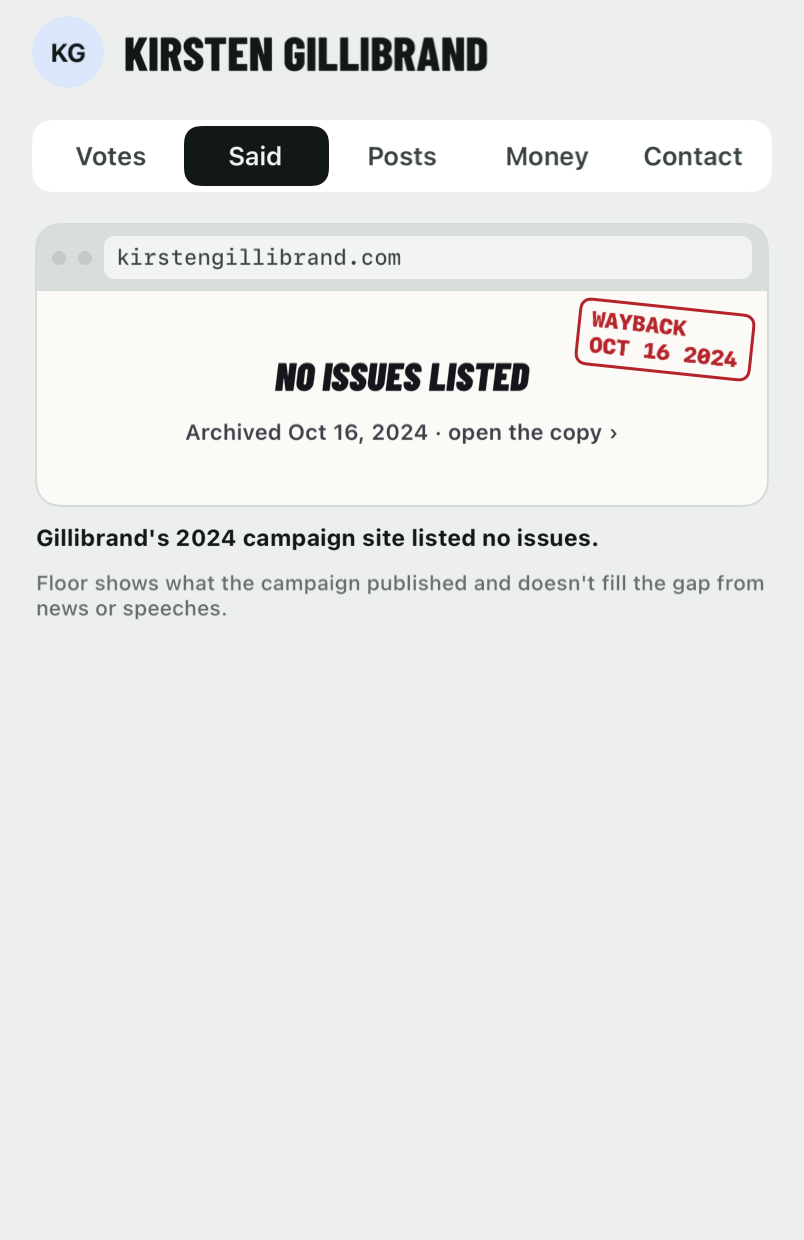 KG
KIRSTEN GILLIBRAND
Votes
Said
Posts
Money
Contact
kirstengillibrand.com
WAYBACK
OCT 16 2024
NO ISSUES LISTED
Archived Oct 16, 2024 · open the copy ›
Gillibrand's 2024 campaign site listed no issues.
Floor shows what the campaign published and doesn't fill the gap from
news or speeches.